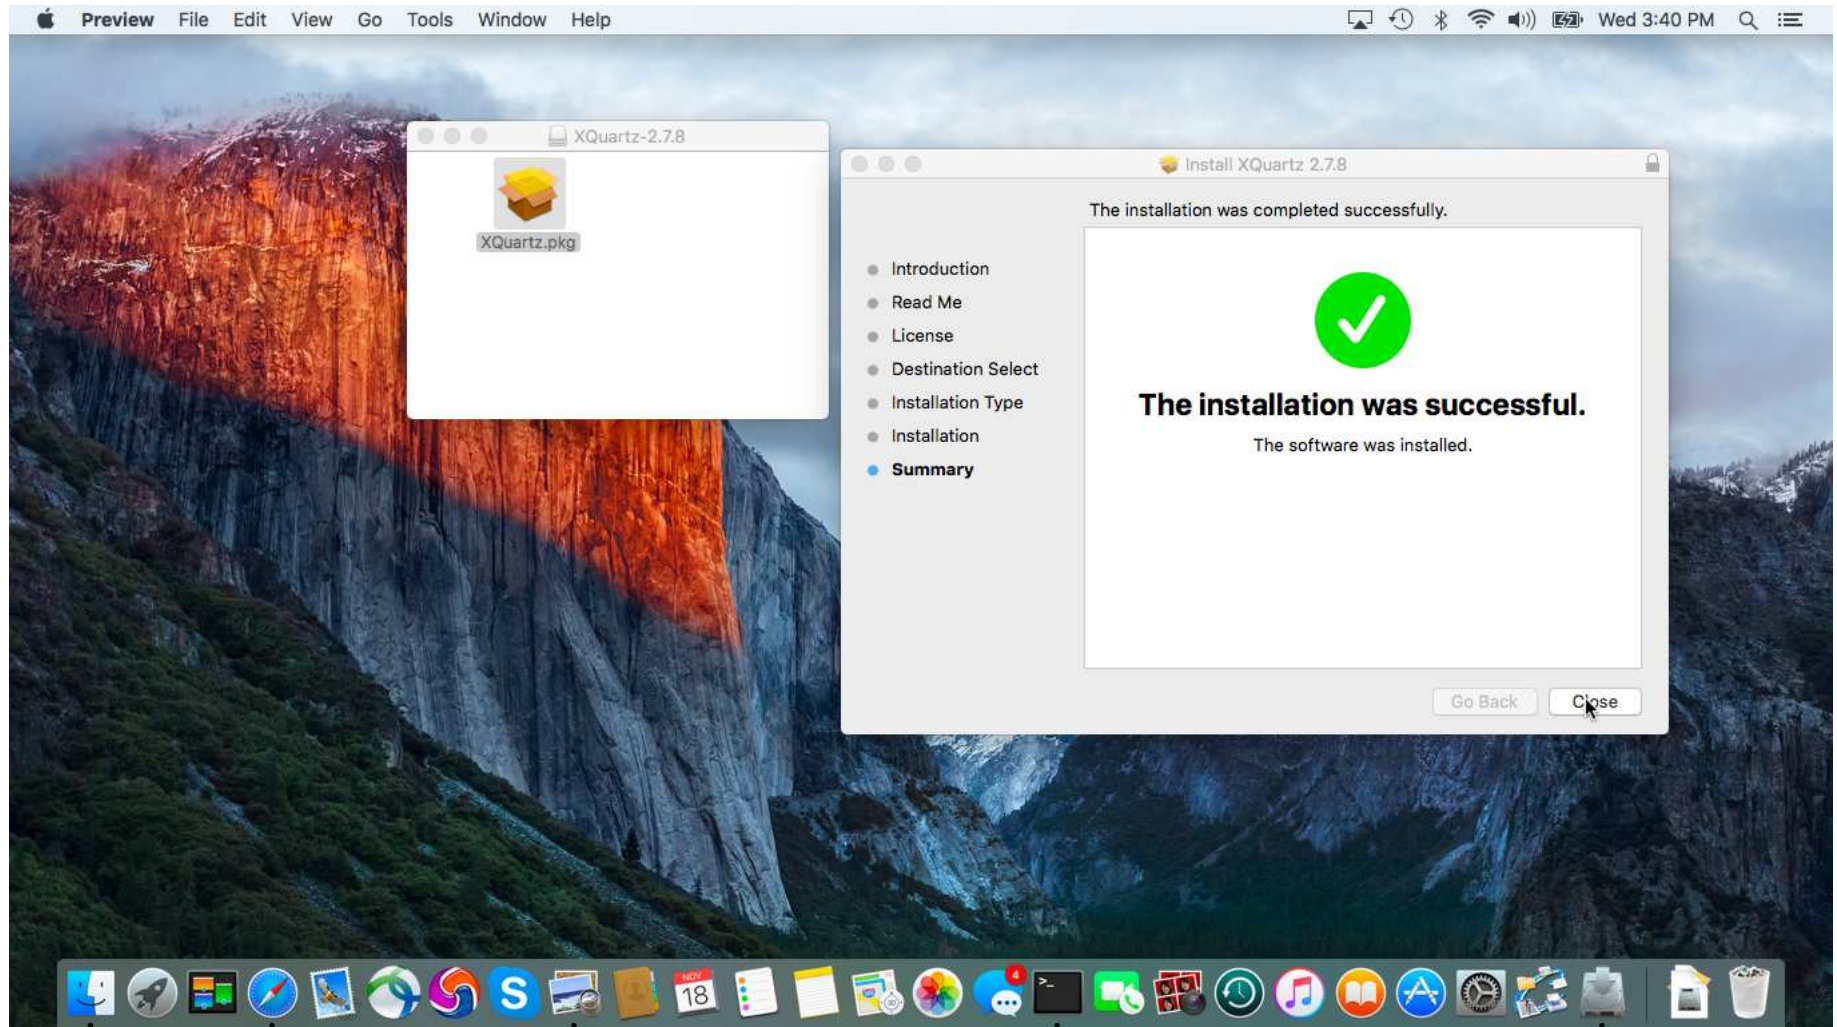 Preview File Edit View Go Tools Window Help Wed 3:40 PM
XQuartz-2.7.8
XQuartz.pkg
Install XQuartz 2.7.8
The installation was completed successfully.
Introduction
Read Me
License
Destination Select
Installation Type
Installation
Summary
The installation was successful.
The software was installed.
Go Back Close
4
NOV
18